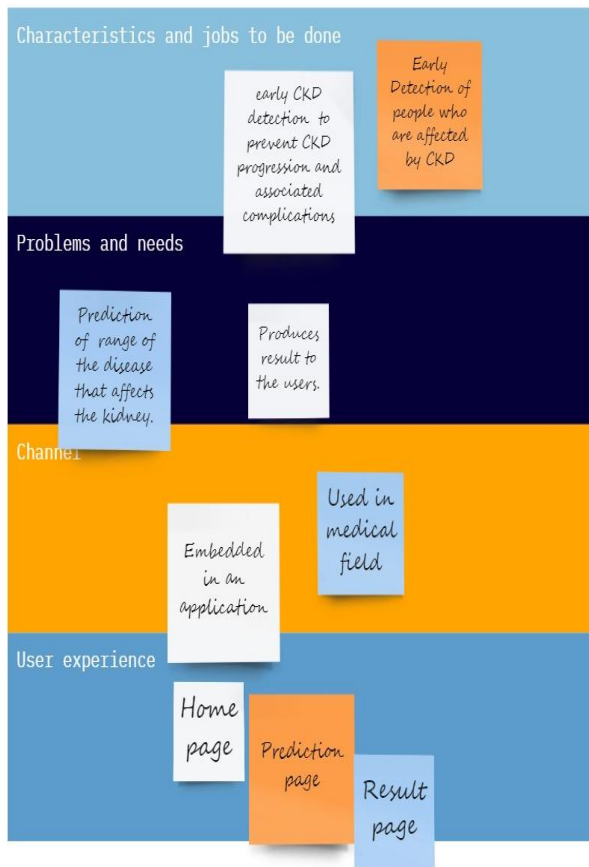 Characteristics and jobs to be done
early CKD
detection to
prevent CKD
progression and
associated
complications
Early
Detection of
people who
are affected
by CKD
Problems and needs
Prediction
of range of
the disease
that affects
the kidney.
Produces
result to
the users.
Channel
Embedded
in an
application
Used in
medical
field
User experience
Home
page
Prediction
page
Result
page